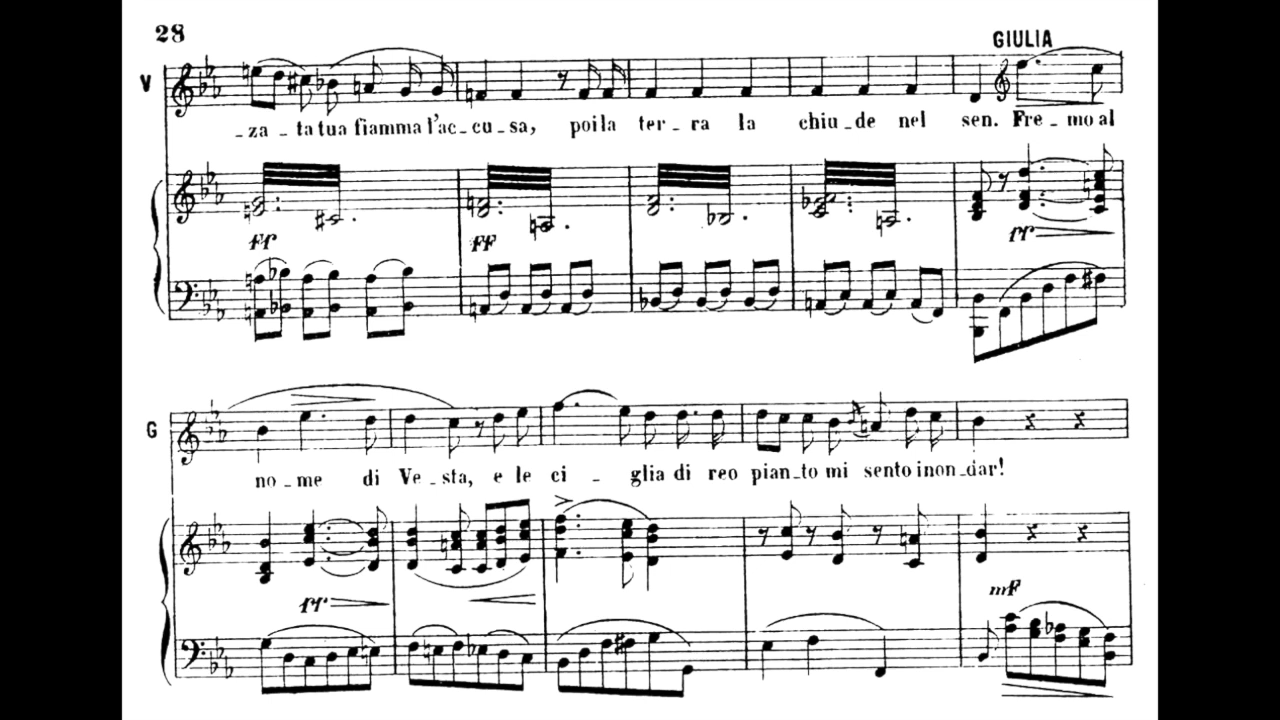 28
GIULIA
V
- za - ta tua fiamma l'ac - cu - sa, poi la ter - ra la chiu - de nel sen. Fre - mo al
ff
ff
ff
G
no - me di Ve - sta, e le ci - glia di reo pian - to mi sento inon - dar!
ff
mF